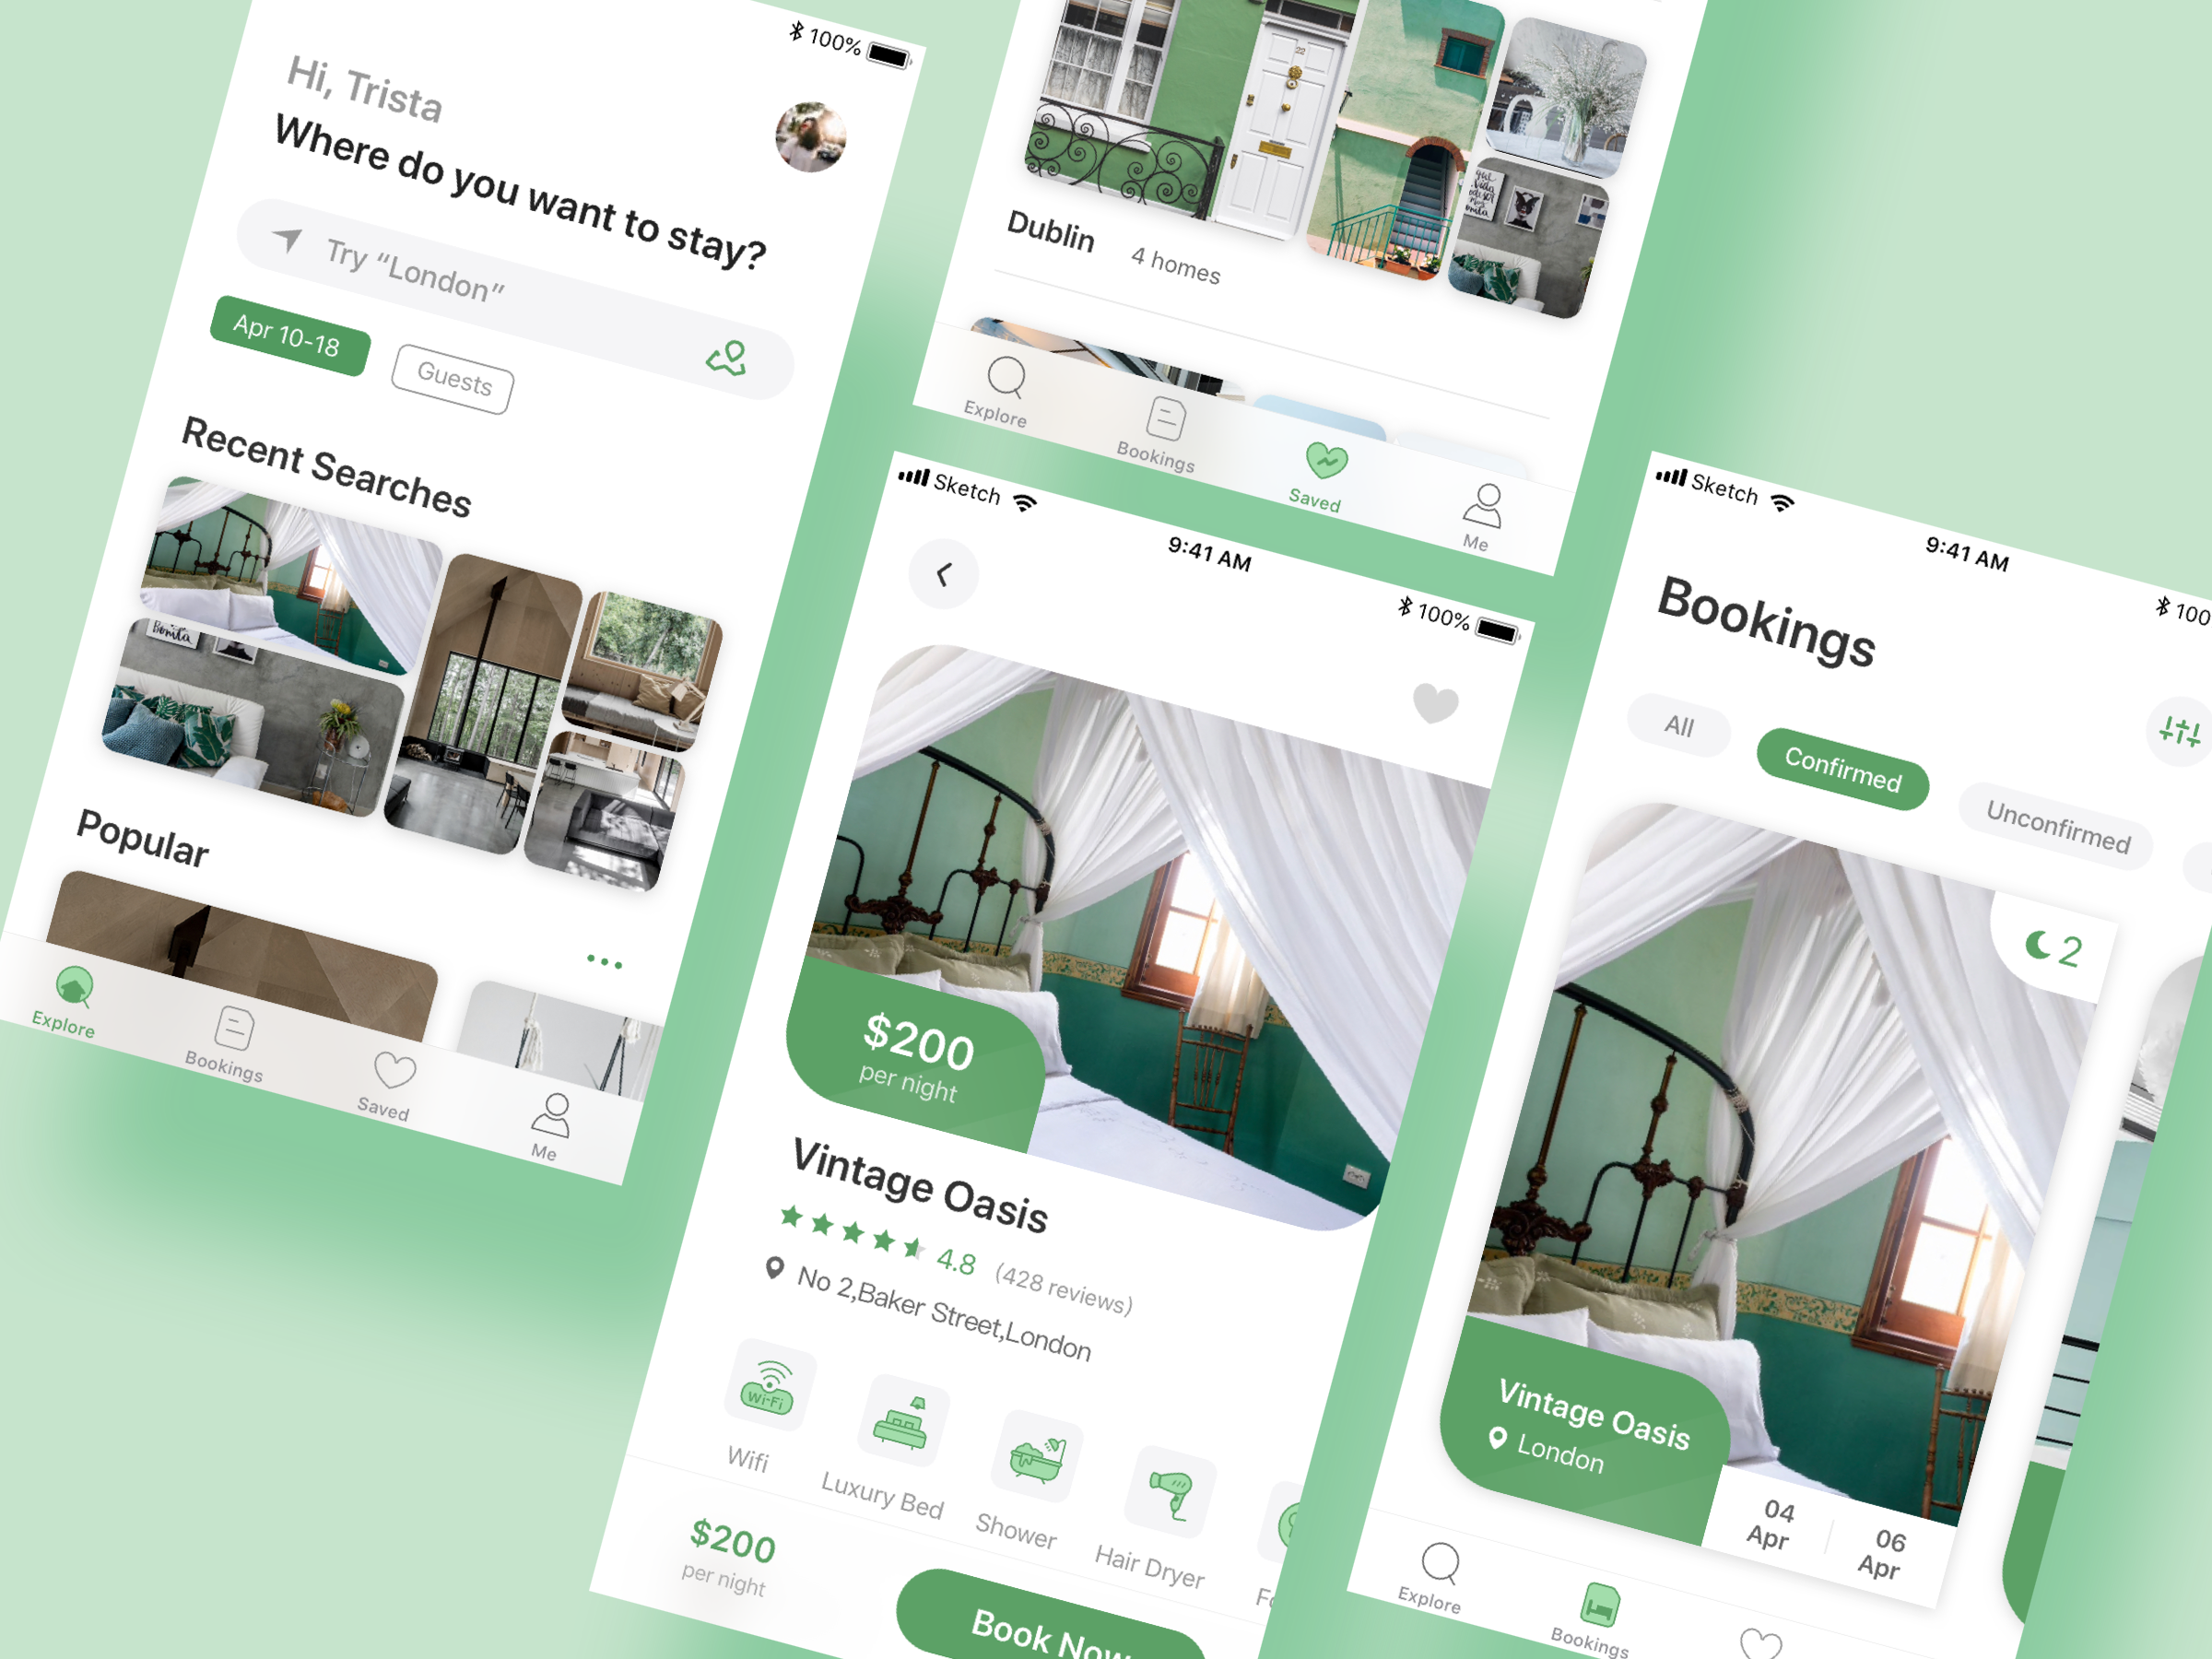 100%
Hi, Trista
Where do you want to stay?
Try “London”
Apr 10-18
Guests
Recent Searches
Bonita
Popular
Explore
Bookings
Saved
Me
22
Dublin
4 homes
Explore
Bookings
Saved
Me
Sketch
9:41 AM
100%
$200
per night
Vintage Oasis
4.8 (428 reviews)
No 2,Baker Street,London
Wi-Fi
Wifi
Luxury Bed
Shower
Hair Dryer
$200
per night
Book Now
Sketch
9:41 AM
100
Bookings
All
Confirmed
Unconfirmed
2
Vintage Oasis
London
04
Apr
06
Apr
Explore
Bookings